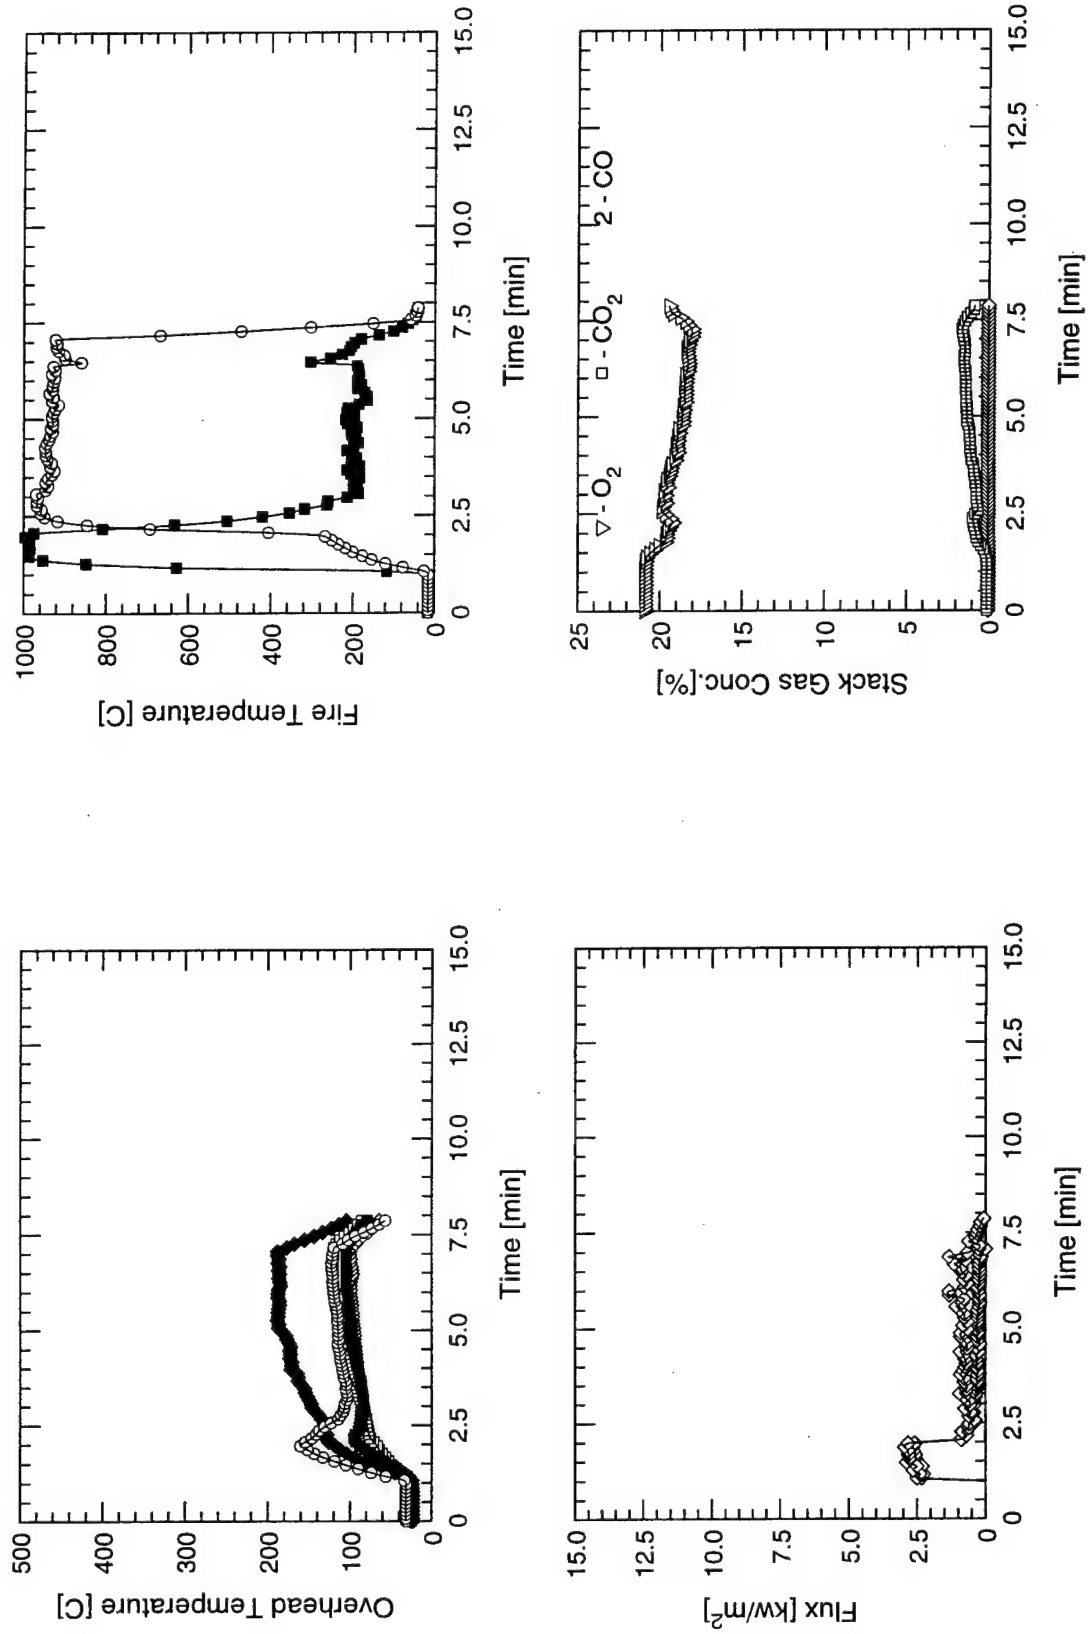 Overhead Temperature [C]
500
400
300
200
100
0
0 2.5 5.0 7.5 10.0 12.5 15.0
Time [min]
Fire Temperature [C]
1000
800
600
400
200
0
0 2.5 5.0 7.5 10.0 12.5 15.0
Time [min]
Flux [kw/m²]
15.0
12.5
10.0
7.5
5.0
2.5
0
0 2.5 5.0 7.5 10.0 12.5 15.0
Time [min]
Stack Gas Conc.[%]
25
20
15
10
5
0
▽ - O₂ □ - CO₂ 2 - CO
0 2.5 5.0 7.5 10.0 12.5 15.0
Time [min]